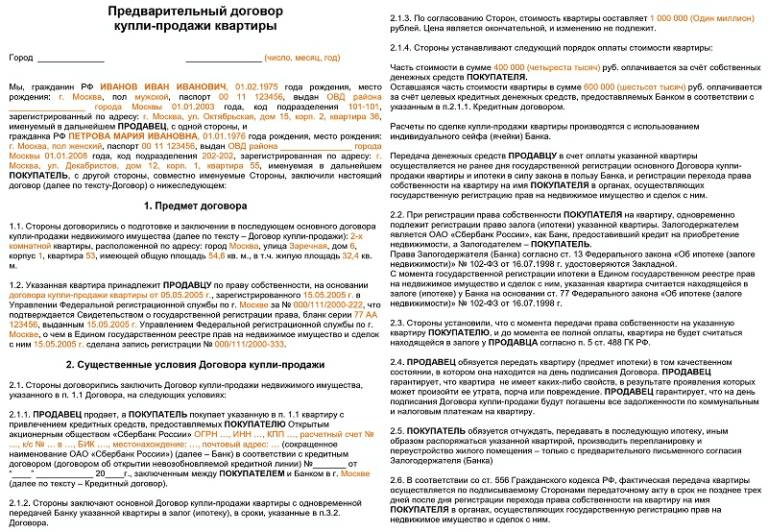 Предварительный договор
купли-продажи квартиры
Город ______________ ______________________ (число, месяц, год)
Мы, гражданин РФ ИВАНОВ ИВАН ИВАНОВИЧ, 01.02.1975 года рождения, место
рождения: г. Москва, пол мужской, паспорт 00 11 123456, выдан ОВД района
______________________ города Москвы 01.01.2003 года, код подразделения 101-101,
зарегистрированный по адресу: г. Москва, ул. Октябрьская, дом 15, корп. 2, квартира 36,
именуемый в дальнейшем ПРОДАВЕЦ, с одной стороны, и
гражданка РФ ПЕТРОВА МАРИЯ ИВАНОВНА, 01.01.1976 года рождения, место рождения:
г. Москва, пол женский, паспорт 00 11 123456, выдан ОВД района ________________ города
Москвы 01.01.2008 года, код подразделения 202-202, зарегистрированная по адресу: г.
Москва, ул. Декабристов, дом 12, корп. 1, квартира 55, именуемая в дальнейшем
ПОКУПАТЕЛЬ, с другой стороны, совместно именуемые Стороны, заключили настоящий
договор (далее по тексту-Договор) о нижеследующем:
1. Предмет договора
1.1. Стороны договорились о подготовке и заключении в последующем основного договора
купли-продажи недвижимого имущества (далее по тексту – Договор купли-продажи): 2-х
комнатной квартиры, расположенной по адресу: город Москва, улица Заречная, дом 6,
корпус 1, квартира 53, имеющей общую площадь 54,6 кв. м., в т.ч. жилую площадь 32,4 кв.
м.
1.2. Указанная Квартира принадлежит ПРОДАВЦУ по праву собственности, на основании
договора купли-продажи квартиры от 05.05.2005 г., зарегистрированного 15.05.2005 г. в
Управлении Федеральной регистрационной службы по г. Москве за № 000/111/2000-222, что
подтверждается Свидетельством о государственной регистрации права, бланк серии 77 АА
123456, выданным 15.05.2005 г. Управлением Федеральной регистрационной службы по г.
Москве, о чем в Едином государственном реестре прав на недвижимое имущество и сделок
с ним 15.05.2005 г. сделана запись регистрации № 000/111/2000-333.
2. Существенные условия Договора купли-продажи
2.1. Стороны договорились заключить Договор купли-продажи недвижимого имущества,
указанного в п. 1.1 Договора, на следующих условиях:
2.1.1. ПРОДАВЕЦ продает, а ПОКУПАТЕЛЬ покупает указанную в п. 1.1 квартиру с
привлечением кредитных средств, предоставляемых ПОКУПАТЕЛЮ Открытым
акционерным обществом «Сбербанк России» ОГРН …, ИНН …, КПП …, расчетный счет №
…, к/с № … в …, БИК …, местонахождение: …, почтовый адрес: … (сокращенное
наименование ОАО «Сбербанк России») (далее – Банк) в соответствии с кредитным
договором (договором об открытии невозобновляемой кредитной линии) №________ от
"____" ______________ 20____г., заключенным между ПОКУПАТЕЛЕМ и Банком в г. Москве
(далее по тексту – Кредитный договор).
2.1.2. Стороны заключают основной Договор купли-продажи квартиры с одновременной
передачей Банку указанной квартиры в залог (ипотеку), в сроки, указанные в п.3.2.
Договора.
2.1.3. По согласованию Сторон, стоимость квартиры составляет 1 000 000 (Один миллион)
рублей. Цена является окончательной, и изменению не подлежит.
2.1.4. Стороны устанавливают следующий порядок оплаты стоимости квартиры:
Часть стоимости в сумме 400 000 (четыреста тысяч) руб. оплачивается за счёт собственных
денежных средств ПОКУПАТЕЛЯ.
Оставшаяся часть стоимости квартиры в сумме 600 000 (шестьсот тысяч) руб. оплачивается
за счёт целевых кредитных денежных средств, предоставляемых Банком в соответствии с
указанным в п.2.1.1. Кредитным договором.
Расчеты по сделке купли-продажи квартиры производятся с использованием
индивидуального сейфа (ячейки) Банка.
Передача денежных средств ПРОДАВЦУ в счет оплаты указанной квартиры
осуществляется не ранее дня государственной регистрации основного Договора купли-
продажи квартиры и ипотеки в силу закона в пользу Банка, и регистрации перехода права
собственности на квартиру на имя ПОКУПАТЕЛЯ в органах, осуществляющих
государственную регистрацию прав на недвижимое имущество и сделок с ним.
2.2. При регистрации права собственности ПОКУПАТЕЛЯ на квартиру, одновременно
подлежит регистрации право залога (ипотеки) указанной квартиры. Залогодержателем
является ОАО «Сбербанк России», как Банк, предоставивший кредит на приобретение
недвижимости, а Залогодателем – ПОКУПАТЕЛЬ.
Права Залогодержателя (Банка) согласно ст. 13 Федерального закона «Об ипотеке (залоге
недвижимости)» № 102-ФЗ от 16.07.1998 г. удостоверяются Закладной.
С момента государственной регистрации ипотеки в Едином государственном реестре прав
на недвижимое имущество и сделок с ним, указанная квартира считается находящейся в
залоге (ипотеке) у Банка на основании ст. 77 Федерального закона «Об ипотеке (залоге
недвижимости)» № 102-ФЗ от 16.07.1998 г.
2.3. Стороны установили, что с момента передачи права собственности на указанную
квартиру ПОКУПАТЕЛЮ, и до момента ее полной оплаты, квартира не будет считаться
находящейся в залоге у ПРОДАВЦА согласно п. 5 ст. 488 ГК РФ.
2.4. ПРОДАВЕЦ обязуется передать квартиру (предмет ипотеки) в том качественном
состоянии, в котором она находится на день подписания Договора. ПРОДАВЕЦ
гарантирует, что квартира не имеет каких-либо свойств, в результате проявления которых
может произойти ее утрата, порча или повреждение. ПРОДАВЕЦ гарантирует, что на день
подписания Договора купли-продажи будут погашены все задолженности по коммунальным
и налоговым платежам на квартиру.
2.5. ПОКУПАТЕЛЬ обязуется отчуждать, передавать в последующую ипотеку, иным
образом распоряжаться указанной квартирой, производить перепланировку и
переустройство жилого помещения – только с предварительного письменного согласия
Залогодержателя (Банка)
2.6. В соответствии со ст. 556 Гражданского кодекса РФ, фактическая передача квартиры
осуществляется по подписываемому Сторонами передаточному акту в срок не позднее трех
дней после дня регистрации перехода права собственности на квартиру на имя
ПОКУПАТЕЛЯ в органах, осуществляющих государственную регистрацию прав на
недвижимое имущество и сделок с ним.